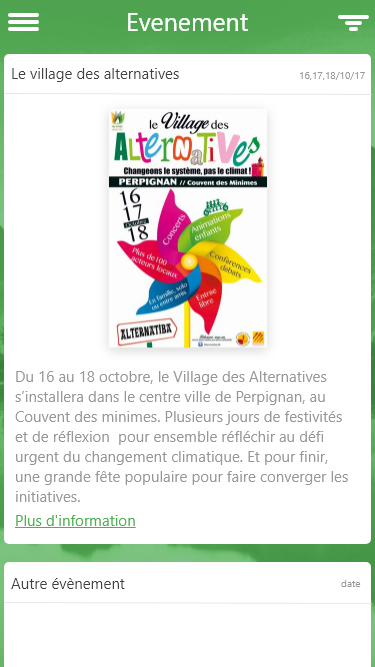 Evenement
Le village des alternatives
16,17,18/10/17
le Village des
AlteRnatiVes
Changeons le système, pas le climat !
PERPIGNAN // Couvent des Minimes
16
17
octobre
18
Concerts
Animations
enfants
Plus de 100
acteurs locaux
Conférences
débats
En famille, solo
ou entre amis
Entrée
libre
ALTERNATIBA
Du 16 au 18 octobre, le Village des Alternatives
s’installera dans le centre ville de Perpignan, au
Couvent des minimes. Plusieurs jours de festivités
et de réflexion pour ensemble réfléchir au défi
urgent du changement climatique. Et pour finir,
une grande fête populaire pour faire converger les
initiatives.
Plus d'information
Autre évènement
date